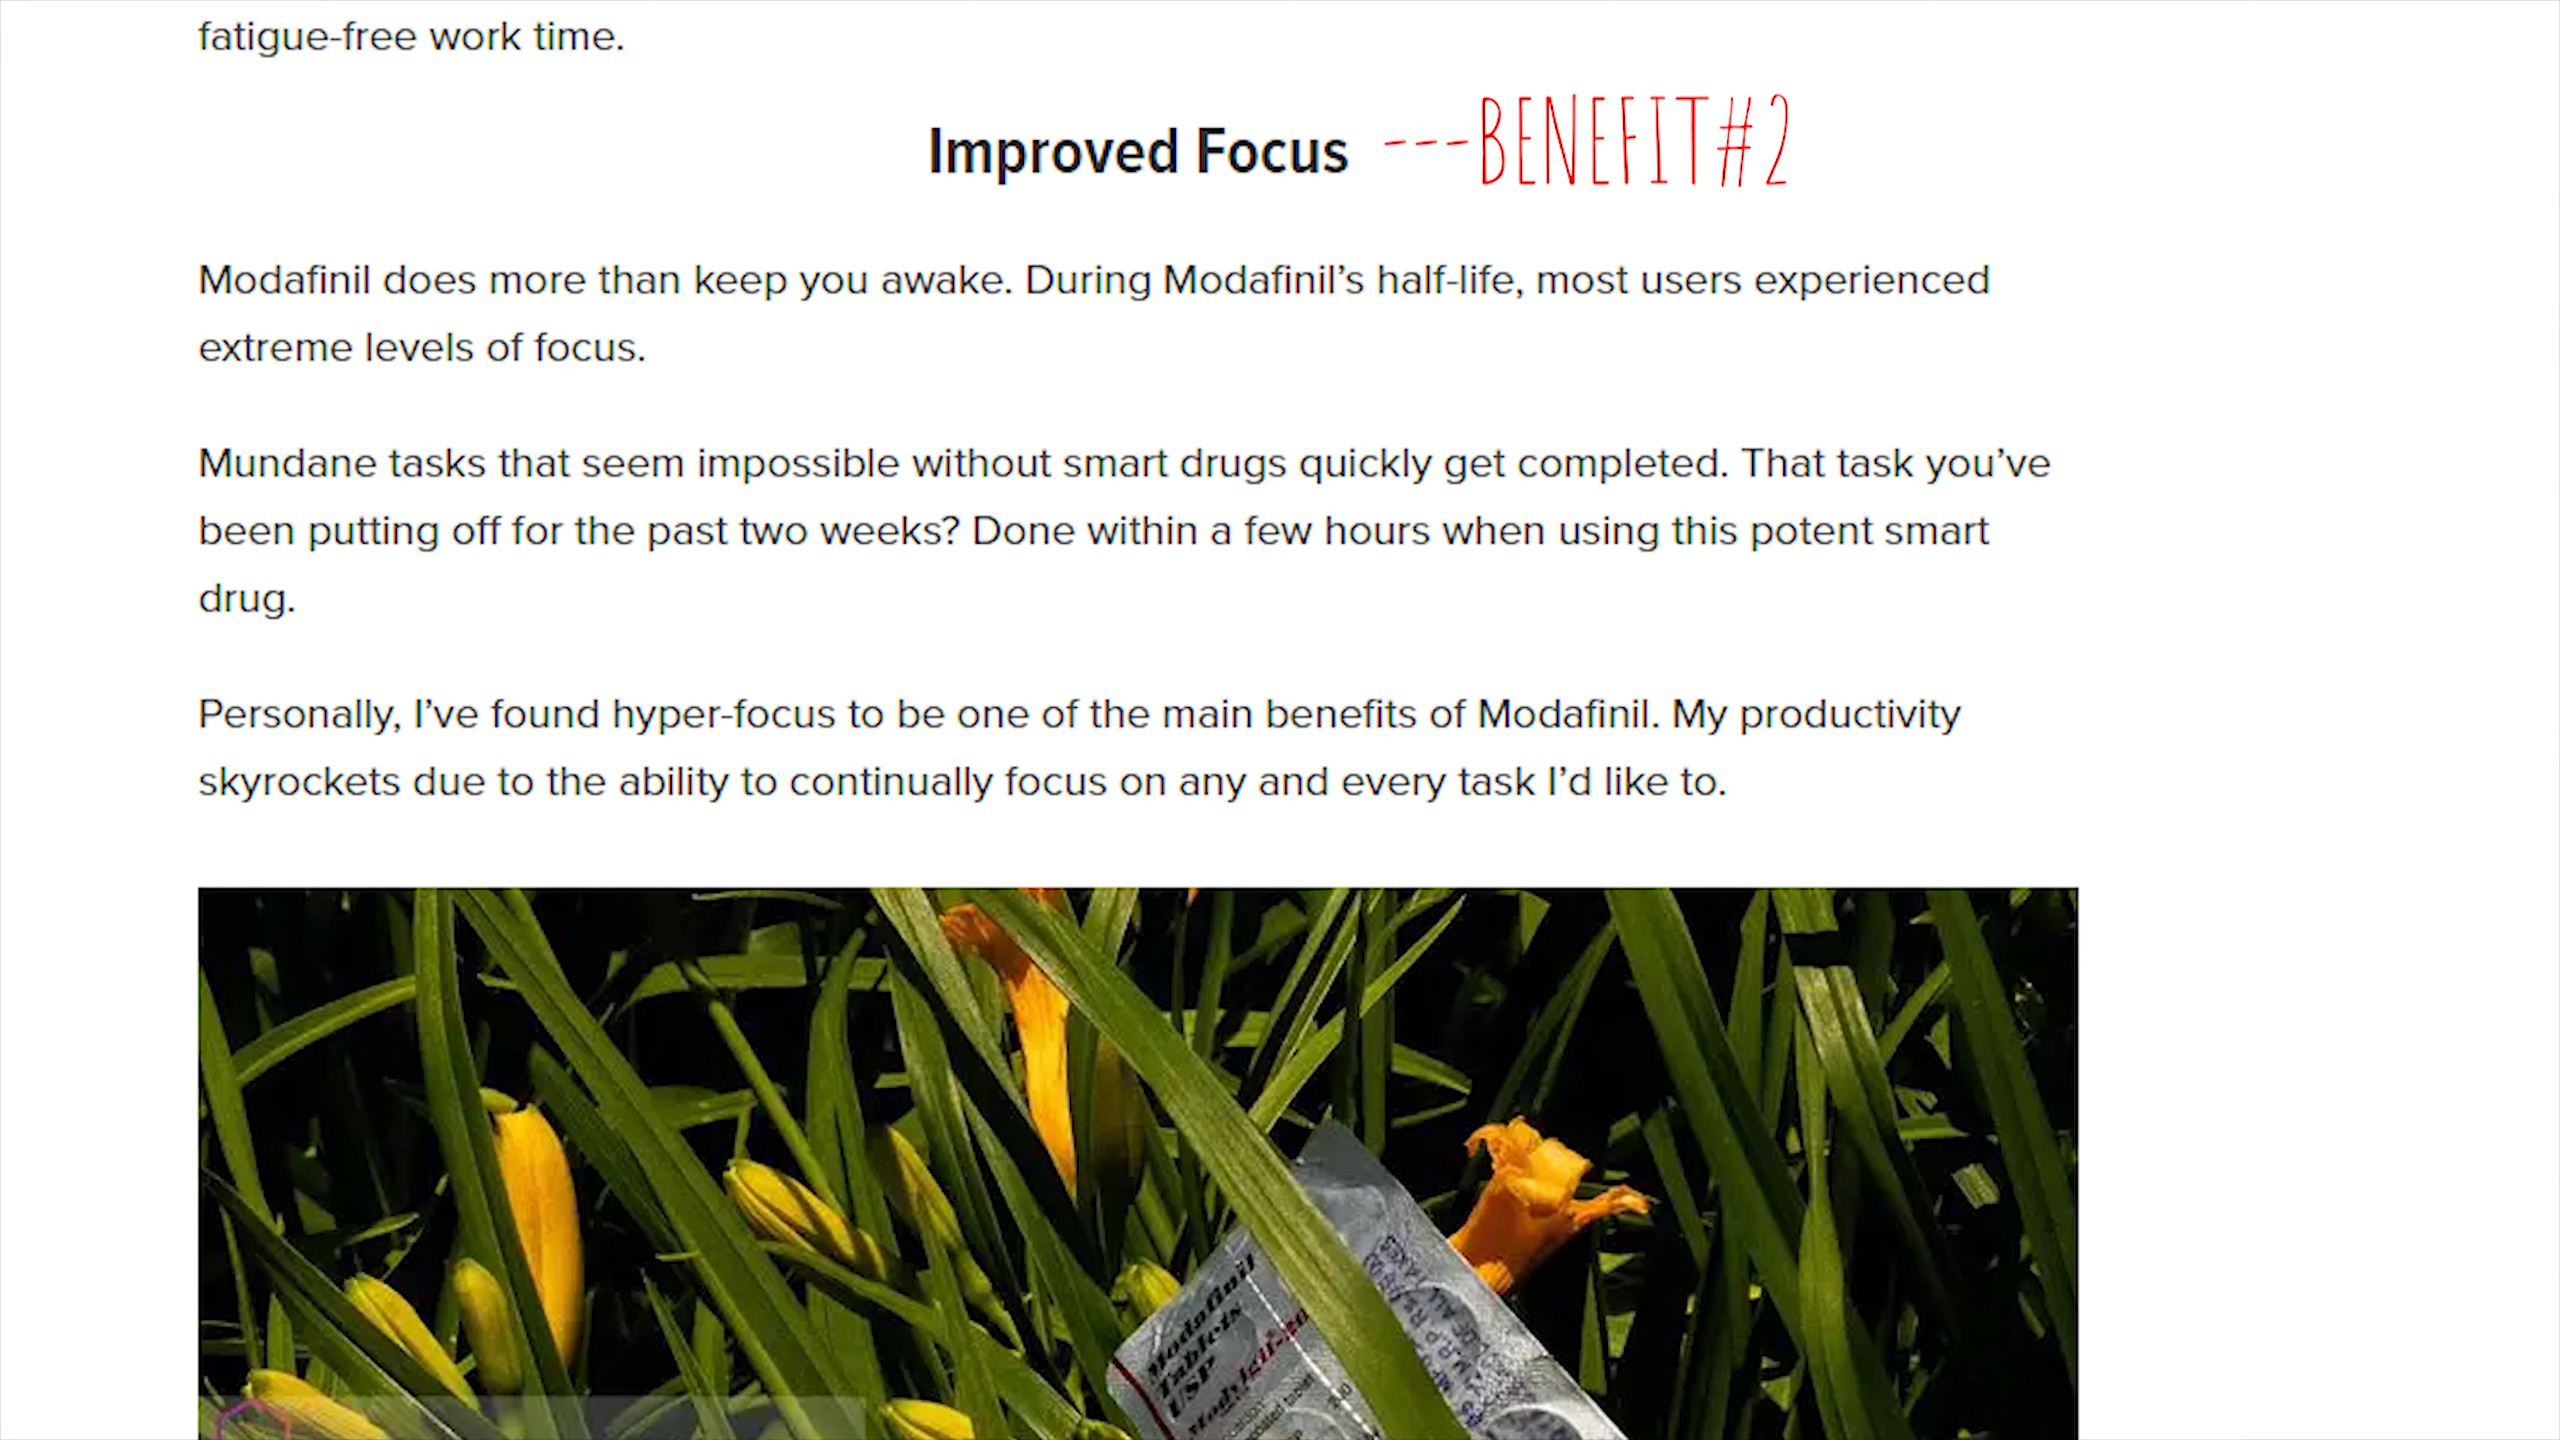 fatigue-free work time.
Improved Focus ---BENEFIT#2
Modafinil does more than keep you awake. During Modafinil’s half-life, most users experienced
extreme levels of focus.
Mundane tasks that seem impossible without smart drugs quickly get completed. That task you’ve
been putting off for the past two weeks? Done within a few hours when using this potent smart
drug.
Personally, I’ve found hyper-focus to be one of the main benefits of Modafinil. My productivity
skyrockets due to the ability to continually focus on any and every task I’d like to.
Modafinil
Tablets
USP